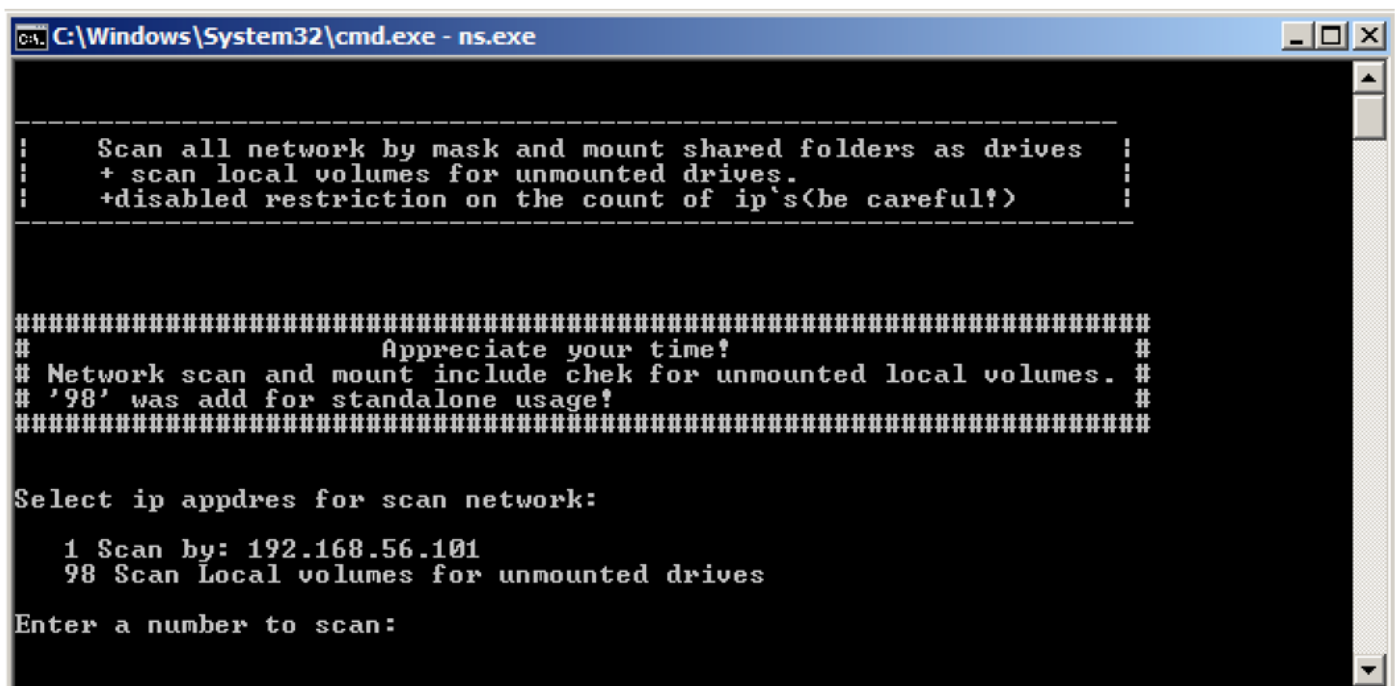 C:\Windows\System32\cmd.exe - ns.exe
Scan all network by mask and mount shared folders as drives
+ scan local volumes for unmounted drives.
+disabled restriction on the count of ip`s(be careful!)
####################################################################
# Appreciate your time! #
# Network scan and mount include chek for unmounted local volumes. #
# '98' was add for standalone usage! #
####################################################################
Select ip appdres for scan network:
1 Scan by: 192.168.56.101
98 Scan Local volumes for unmounted drives
Enter a number to scan: